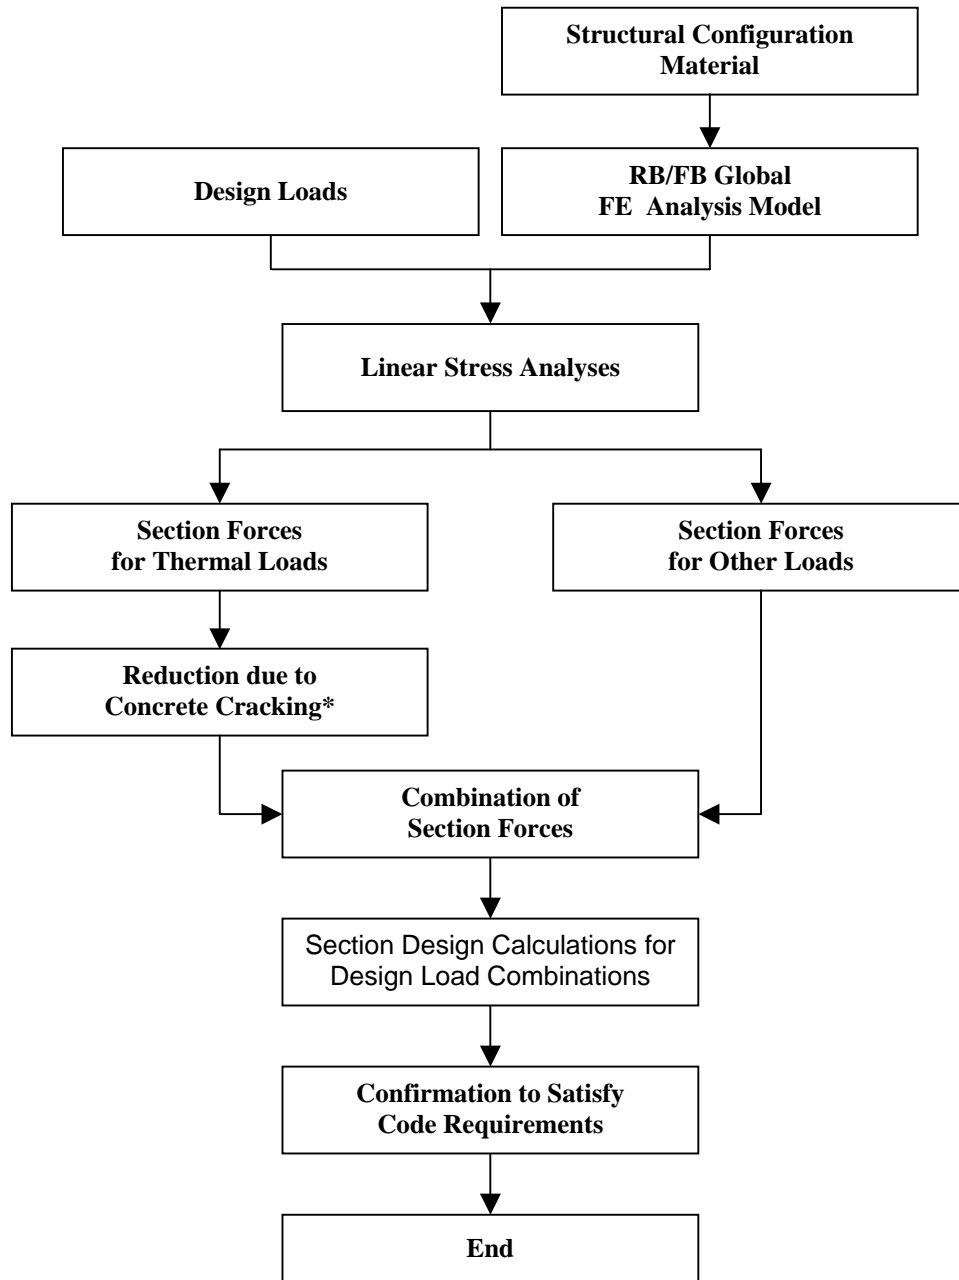 Structural Configuration
Material
Design Loads
RB/FB Global
FE  Analysis Model
Linear Stress Analyses
Section Forces
for Thermal Loads
Section Forces
for Other Loads
Reduction due to
Concrete Cracking*
Combination of
Section Forces
Section Design Calculations for
Design Load Combinations
Confirmation to Satisfy
Code Requirements
End